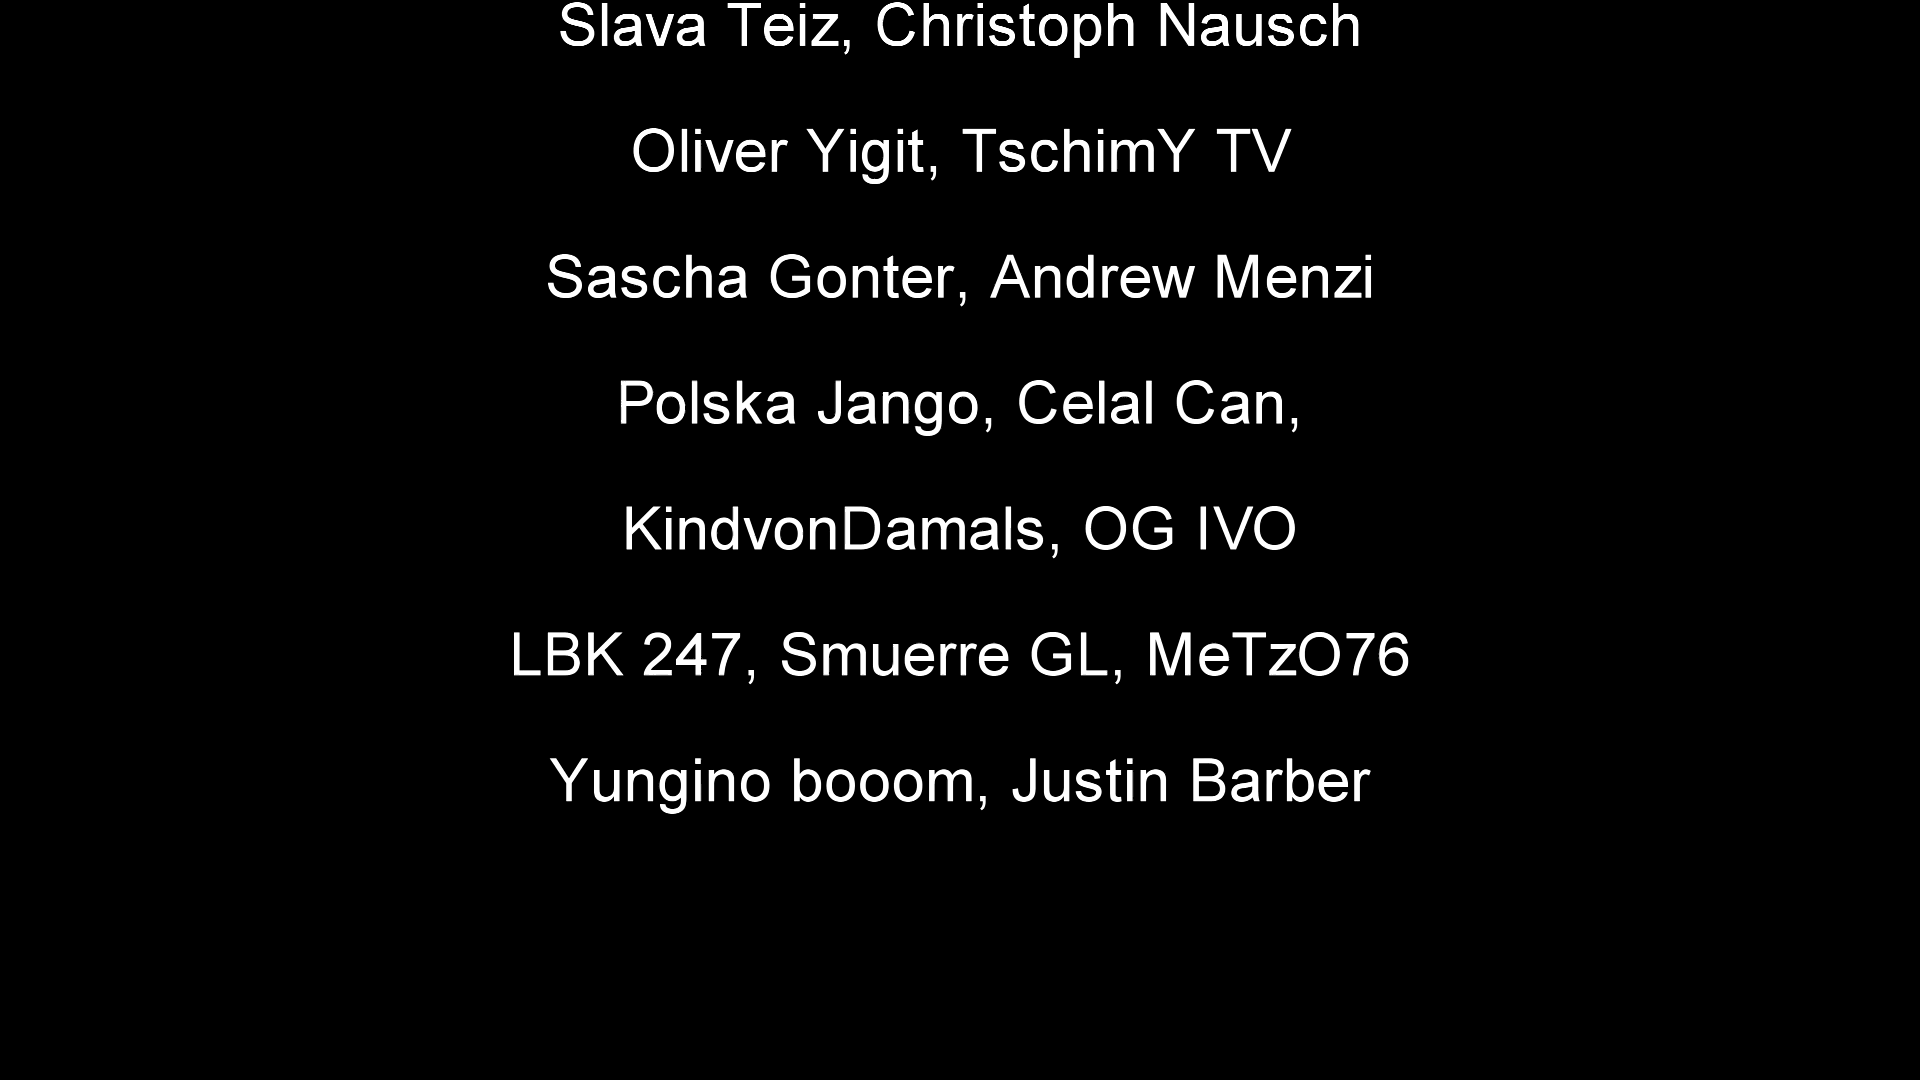 Slava Teiz, Christoph Nausch
Oliver Yigit, TschimY TV
Sascha Gonter, Andrew Menzi
Polska Jango, Celal Can,
KindvonDamals, OG IVO
LBK 247, Smuerre GL, MeTzO76
Yungino booom, Justin Barber